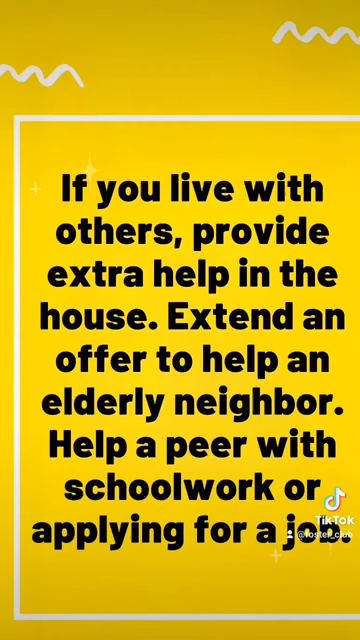 If you live with
others, provide
extra help in the
house. Extend an
offer to help an
elderly neighbor.
Help a peer with
schoolwork or
applying for a job.
TikTok
@foster_club